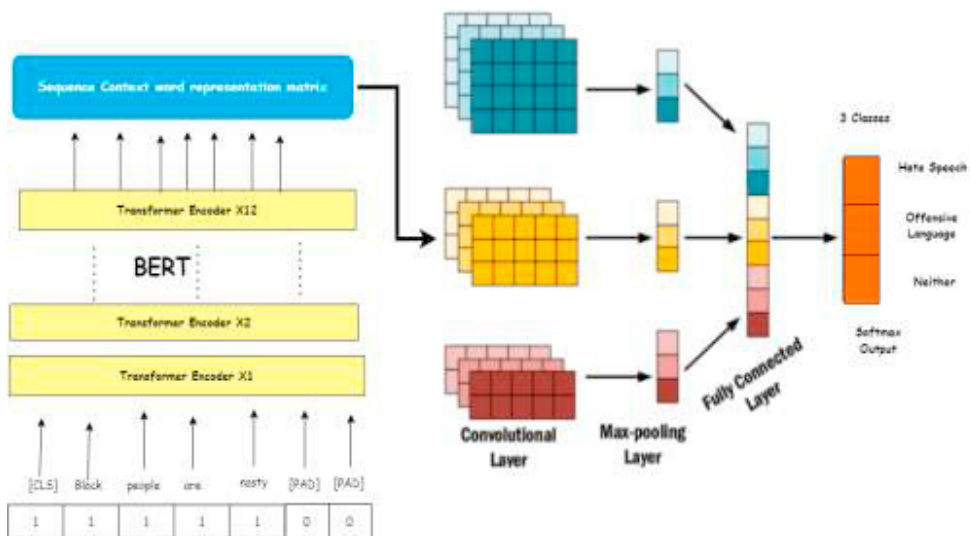 Sequence Context word representation matrix
Transformer Encoder X12
BERT
Transformer Encoder X2
Transformer Encoder X1
[CLS] Black people are nasty [PAD] [PAD]
1 1 1 1 1 0 0
Convolutional
Layer
Max-pooling
Layer
Fully Connected
Layer
3 Classes
Hate Speech
Offensive
Language
Neither
Softmax
Output